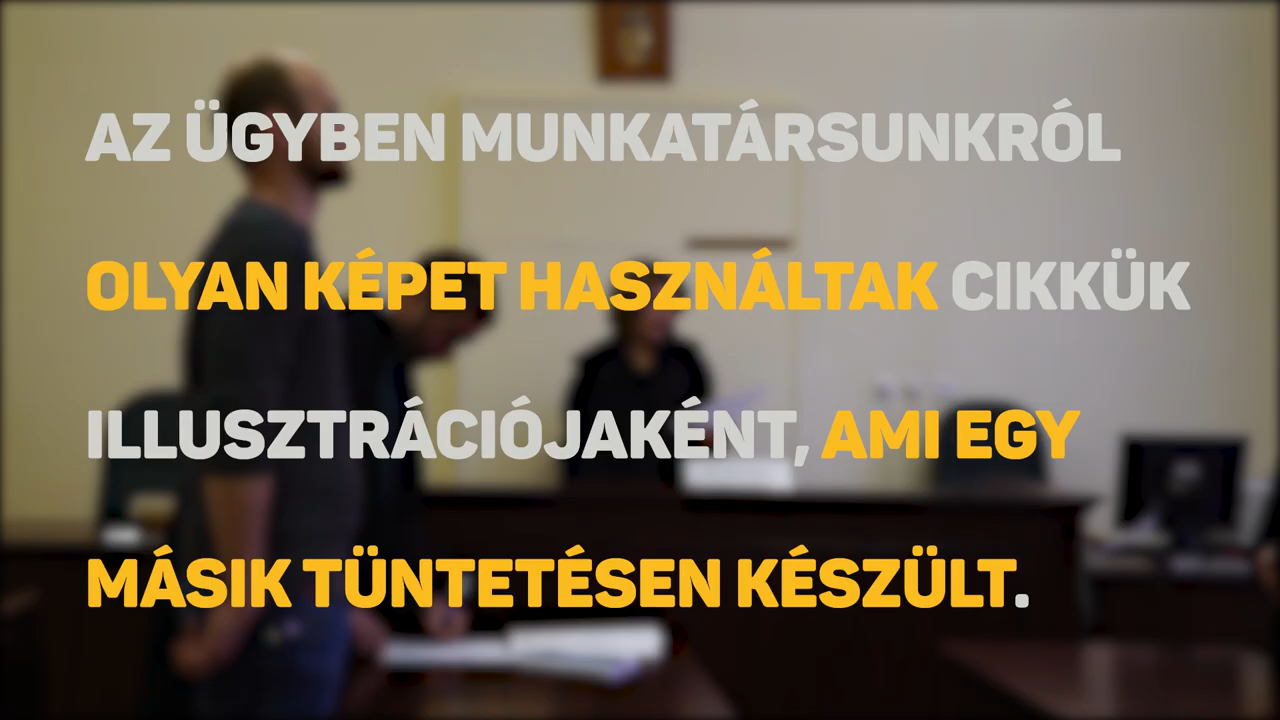 AZ ÜGYBEN MUNKATÁRSUNKRÓL
OLYAN KÉPET HASZNÁLTAK CIKKÜK
ILLUSZTRÁCIÓJAKÉNT, AMI EGY
MÁSIK TÜNTETÉSEN KÉSZÜLT.